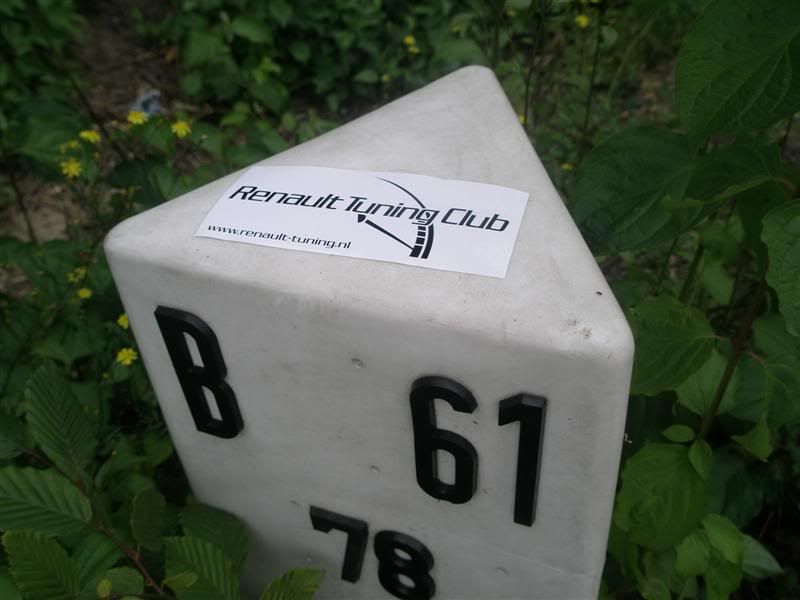 Renault Tuning Club
www.renault-tuning.nl
B 61
78